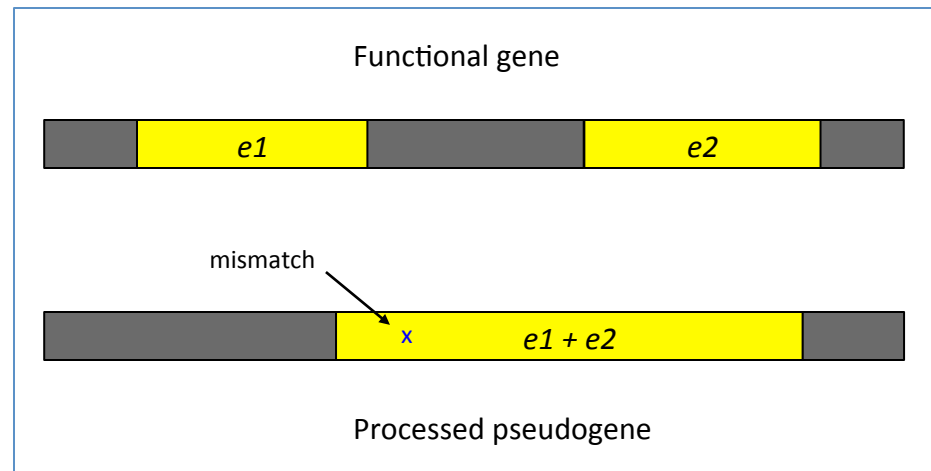 Functional gene
e1
e2
mismatch
x
e1 + e2
Processed pseudogene